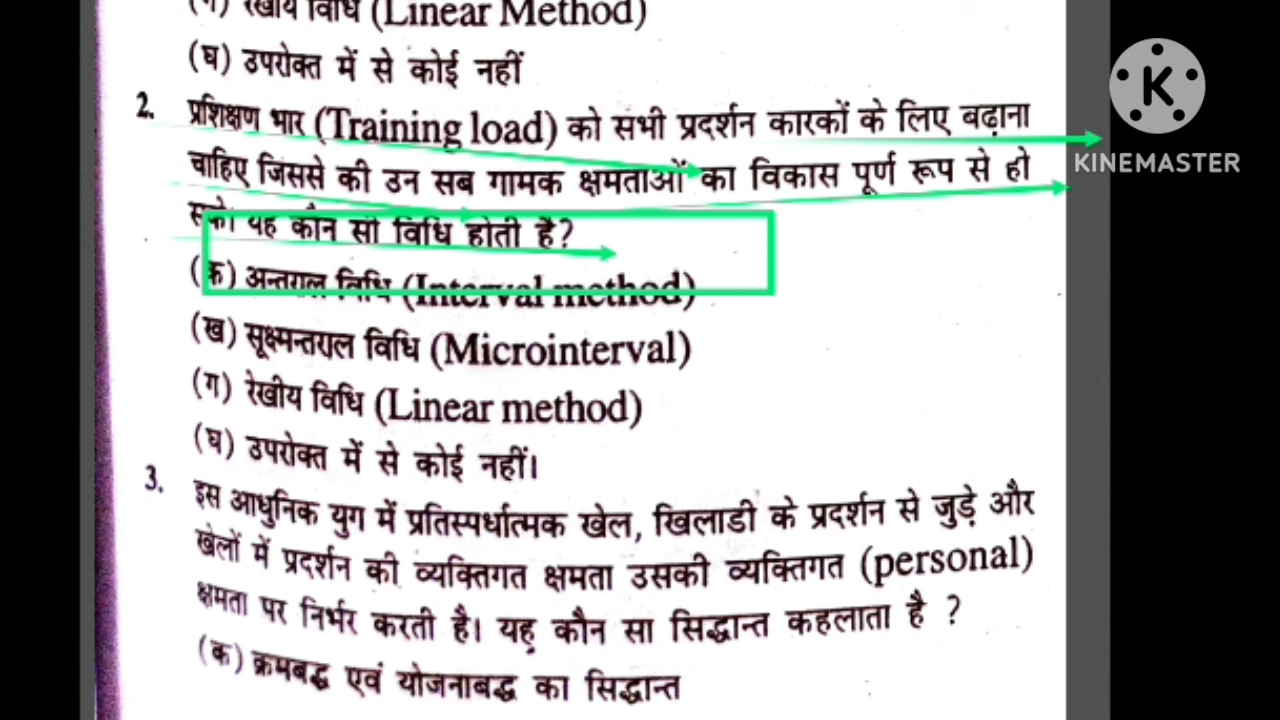 (ग) रेखीय विधि (Linear Method)
(घ) उपरोक्त में से कोई नहीं
2. प्रशिक्षण भार (Training load) को सभी प्रदर्शन कारकों के लिए बढ़ाना
चाहिए जिससे की उन सब गामक क्षमताओं का विकास पूर्ण रूप से हो
सके। यह कौन सी विधि होती है?
(क) अन्तराल विधि (Interval method)
(ख) सूक्ष्मन्तराल विधि (Microinterval)
(ग) रेखीय विधि (Linear method)
(घ) उपरोक्त में से कोई नहीं।
3. इस आधुनिक युग में प्रतिस्पर्धात्मक खेल, खिलाडी के प्रदर्शन से जुड़े और
खेलों में प्रदर्शन की व्यक्तिगत क्षमता उसकी व्यक्तिगत (personal)
क्षमता पर निर्भर करती है। यह कौन सा सिद्धान्त कहलाता है ?
(क) क्रमबद्ध एवं योजनाबद्ध का सिद्धान्त
K
KINEMASTER